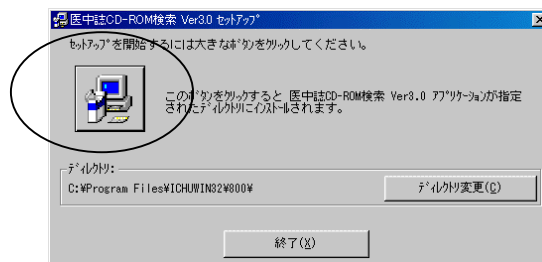 医中誌CD-ROM検索 Ver3.0 ｾｯﾄｱｯﾌﾟ
ｾｯﾄｱｯﾌﾟを開始するには大きなﾎﾞﾀﾝをｸﾘｯｸしてください。
このﾎﾞﾀﾝをｸﾘｯｸすると 医中誌CD-ROM検索 Ver3.0 ｱﾌﾟﾘｹｰｼｮﾝが指定
されたﾃﾞｨﾚｸﾄﾘにｲﾝｽﾄｰﾙされます。
ﾃﾞｨﾚｸﾄﾘ:
C:¥Program Files¥ICHUWIN32¥800¥
ﾃﾞｨﾚｸﾄﾘ変更(C)
終了(X)